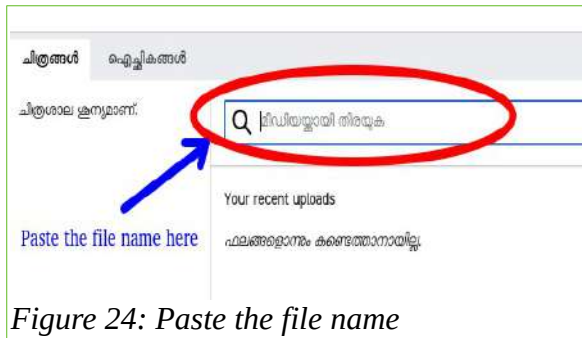 ചിത്രങ്ങൾ ഐച്ഛികങ്ങൾ
ചിത്രശാല ശൂന്യമാണ്.
മീഡിയയ്ക്കായി തിരയുക
Your recent uploads
Paste the file name here
ഫലങ്ങളൊന്നും കണ്ടെത്താനായില്ല.
Figure 24: Paste the file name